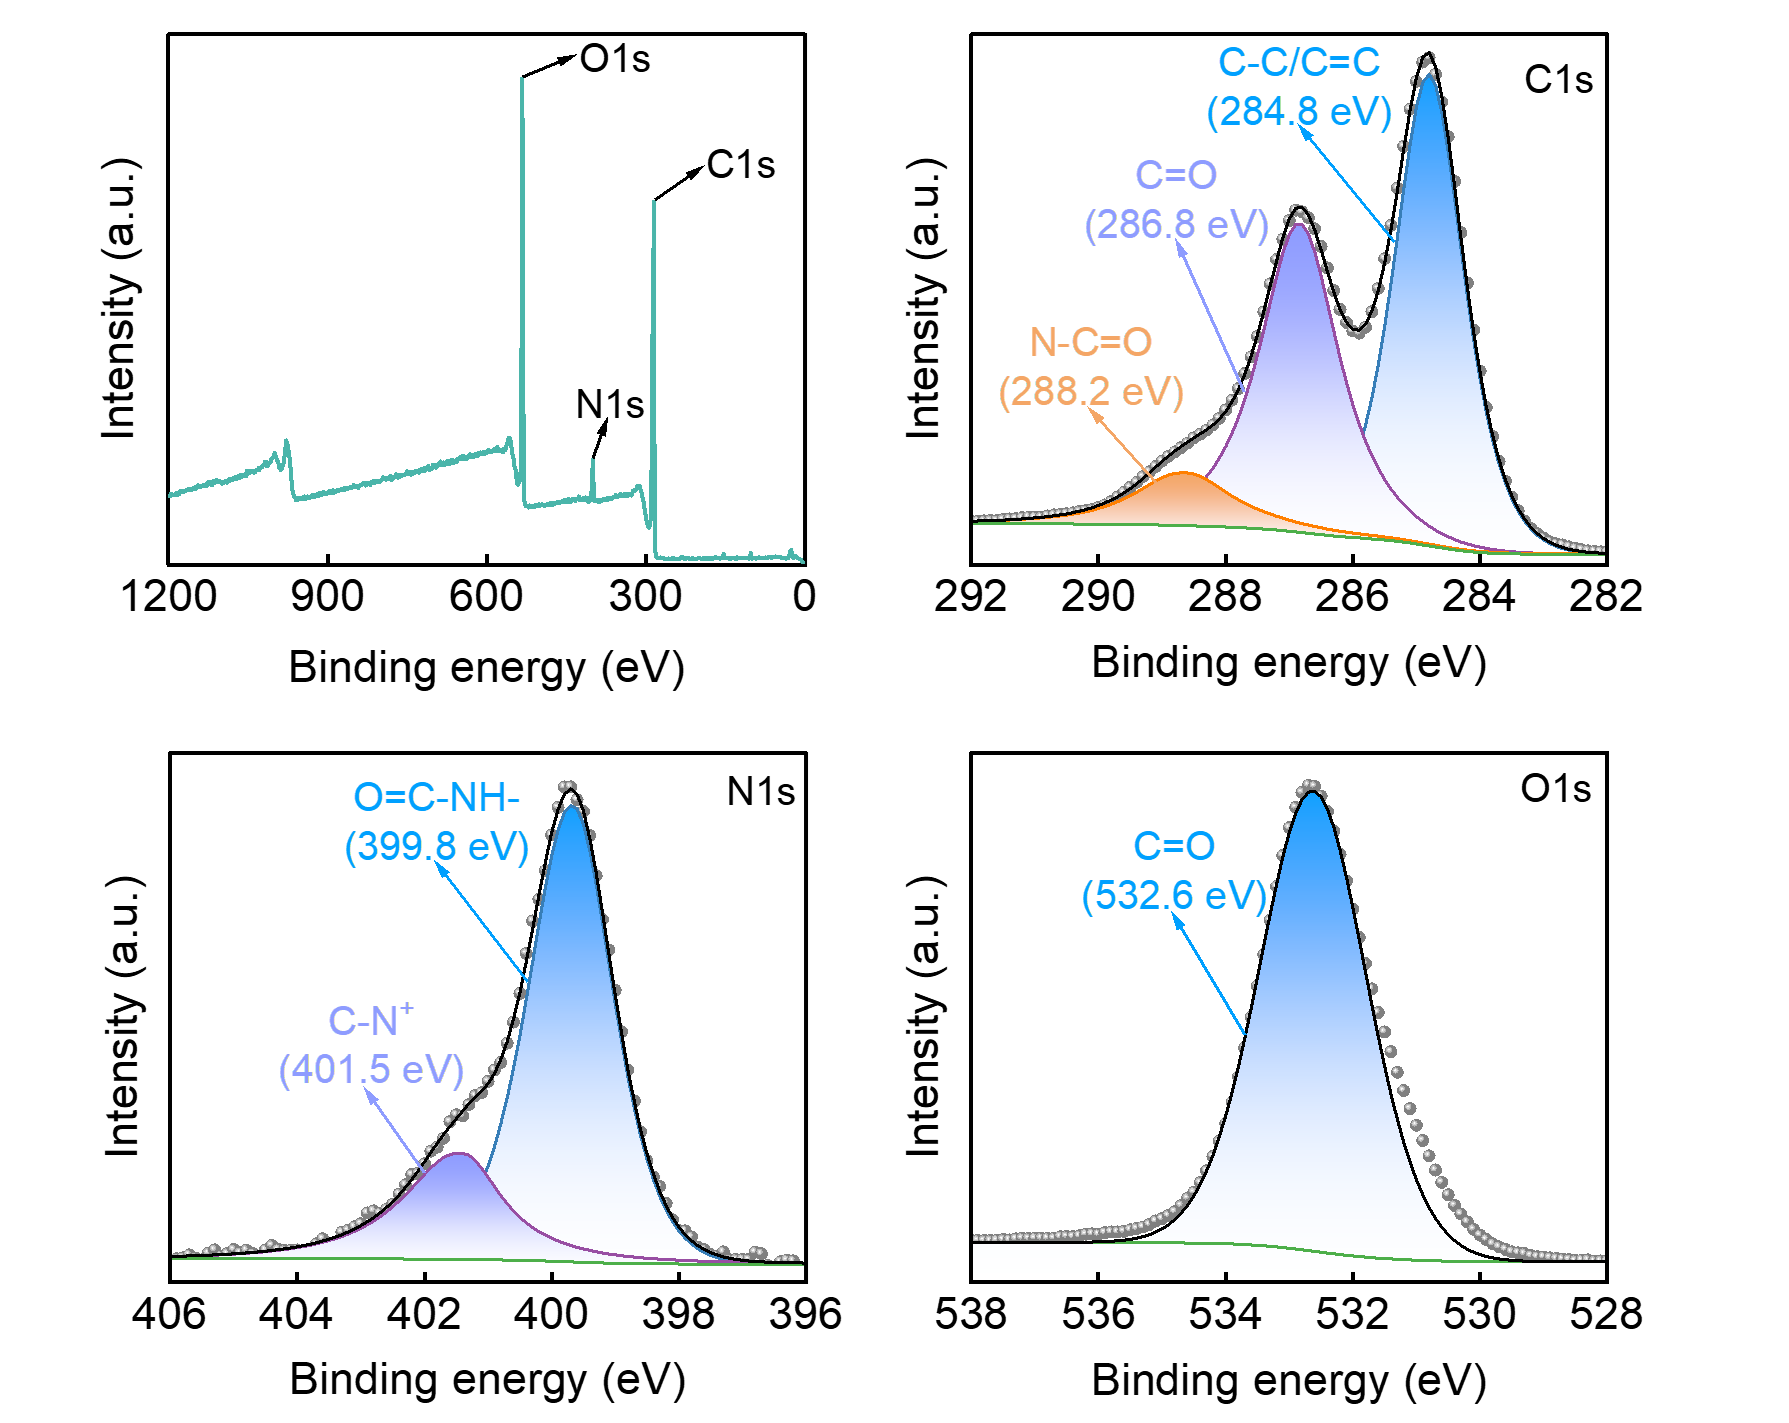 O1s
C1s
N1s
Intensity (a.u.)
1200 900 600 300 0
Binding energy (eV)
C1s
C-C/C=C
(284.8 eV)
C=O
(286.8 eV)
N-C=O
(288.2 eV)
Intensity (a.u.)
292 290 288 286 284 282
Binding energy (eV)
N1s
O=C-NH-
(399.8 eV)
C-N⁺
(401.5 eV)
Intensity (a.u.)
406 404 402 400 398 396
Binding energy (eV)
O1s
C=O
(532.6 eV)
Intensity (a.u.)
538 536 534 532 530 528
Binding energy (eV)